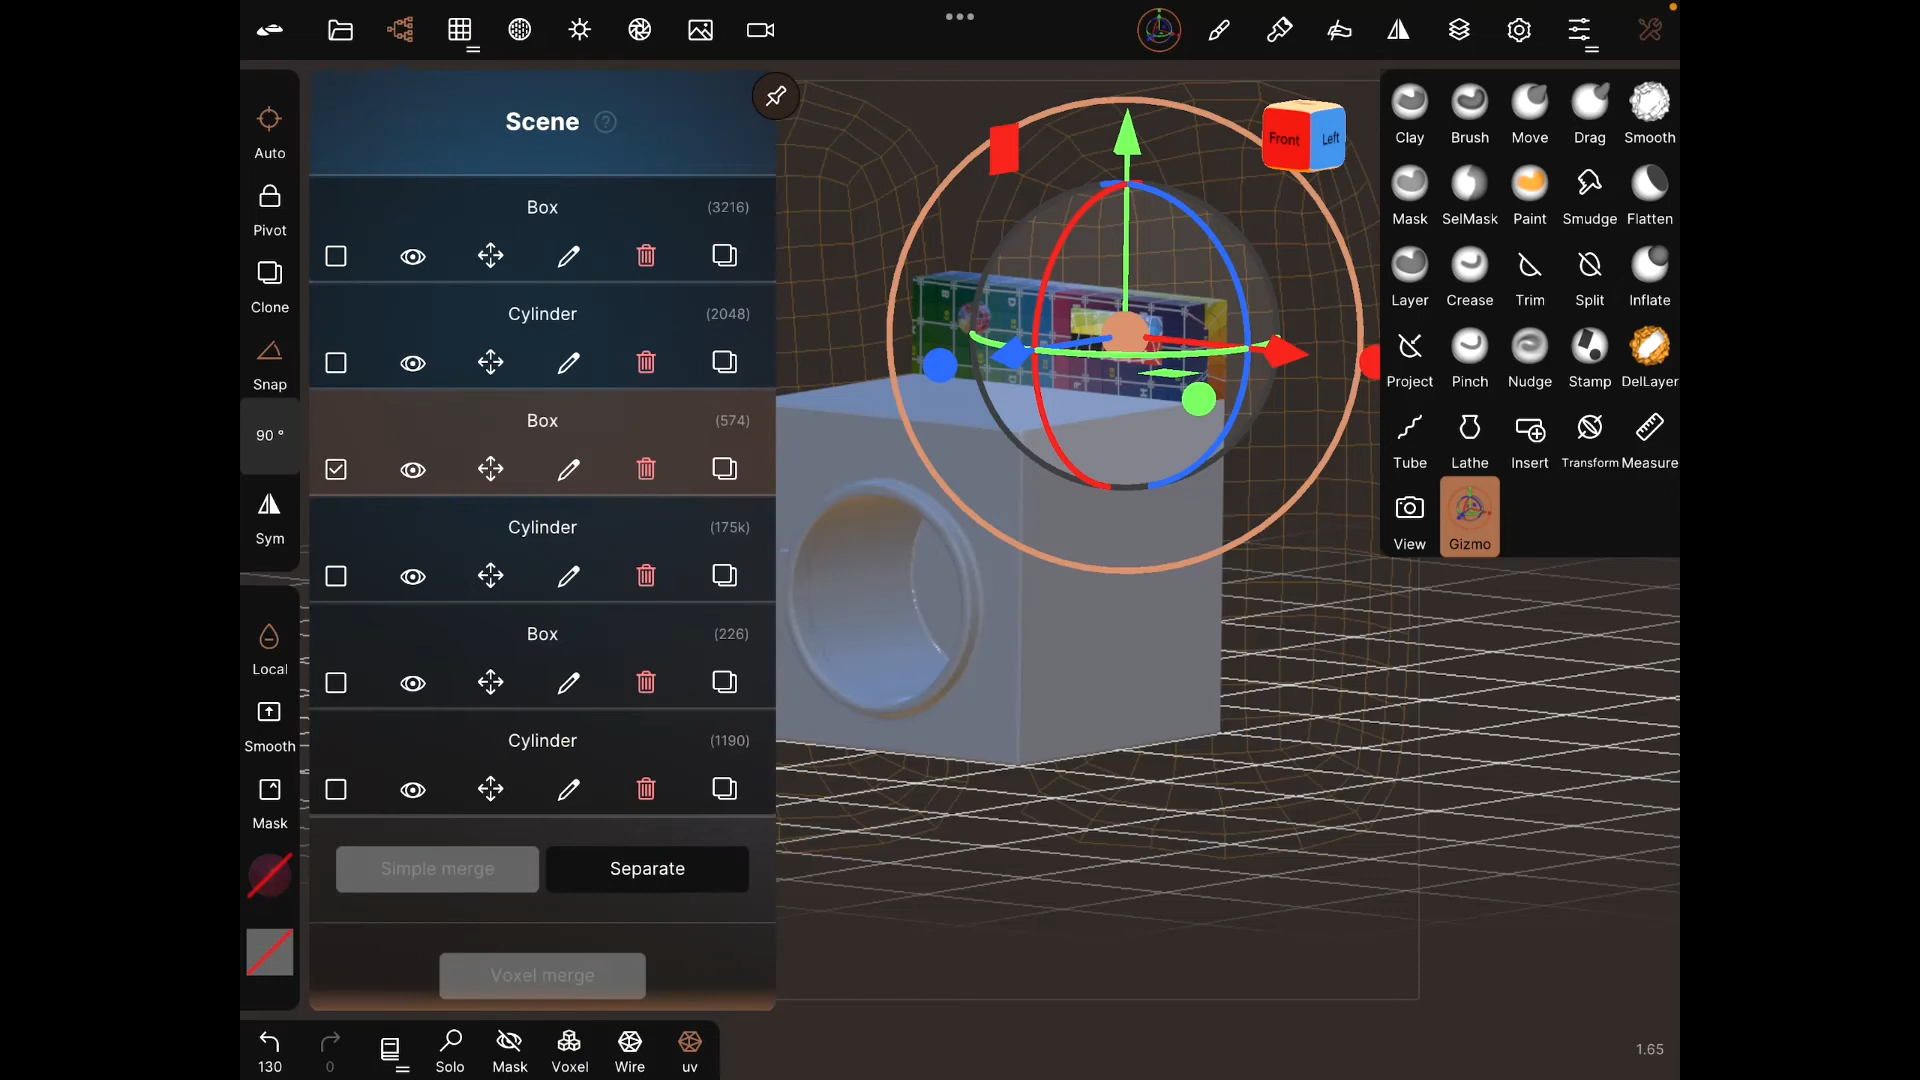 Auto
Pivot
Clone
Snap
90 °
Sym
Local
Smooth
Mask
Scene ?
Box (3216)
Cylinder (2048)
Box (574)
Cylinder (175k)
Box (226)
Cylinder (1190)
Simple merge Separate
Voxel merge
Front Left
Clay Brush Move Drag Smooth
Mask SelMask Paint Smudge Flatten
Layer Crease Trim Split Inflate
Project Pinch Nudge Stamp DelLayer
Tube Lathe Insert Transform Measure
View Gizmo
130 0 Solo Mask Voxel Wire uv
1.65